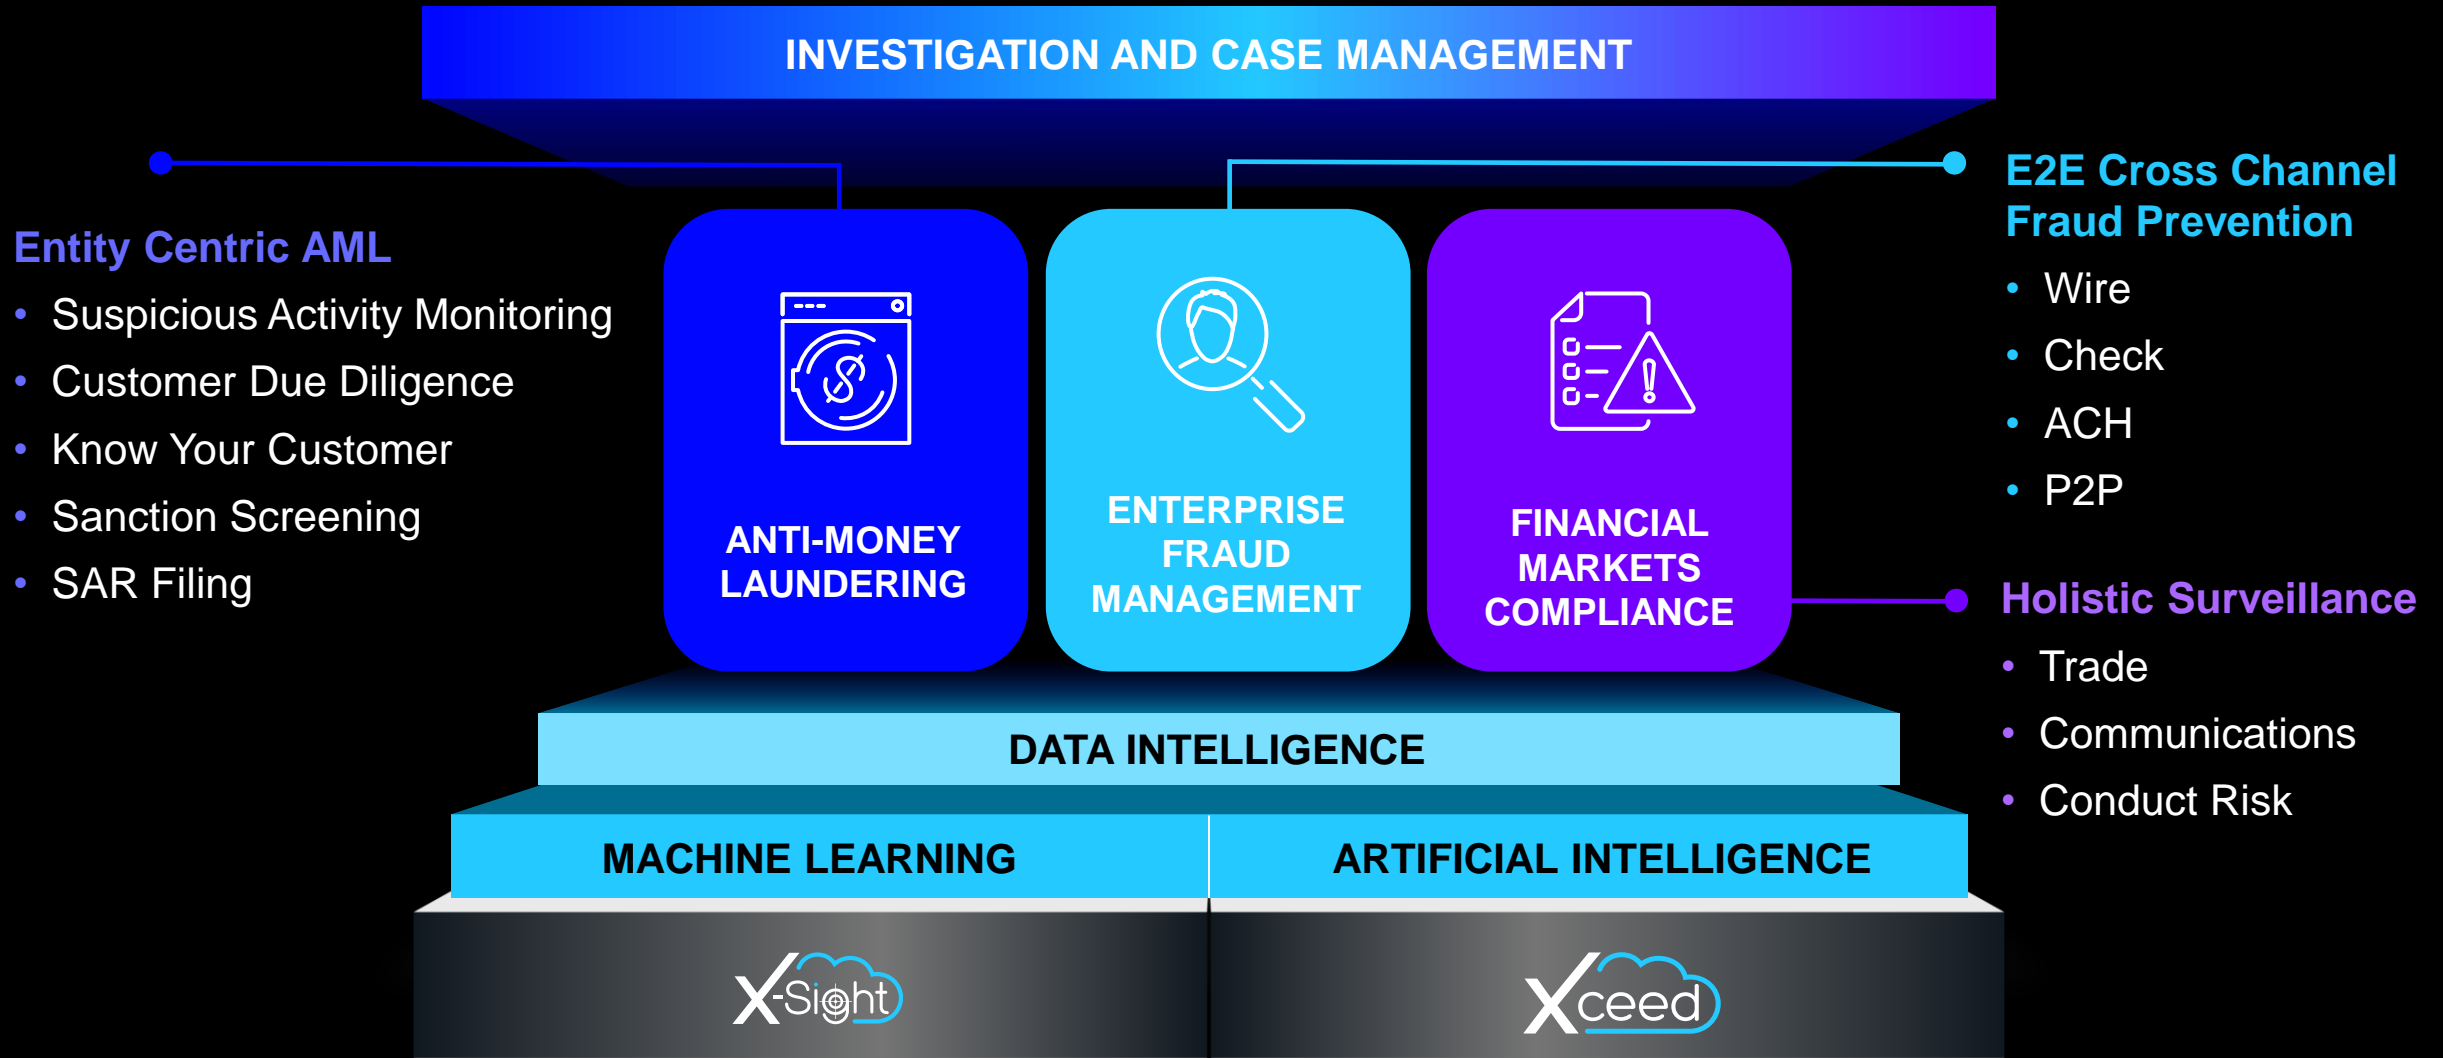 INVESTIGATION AND CASE MANAGEMENT
Entity Centric AML
• Suspicious Activity Monitoring
• Customer Due Diligence
• Know Your Customer
• Sanction Screening
• SAR Filing
ANTI-MONEY
LAUNDERING
ENTERPRISE
FRAUD
MANAGEMENT
FINANCIAL
MARKETS
COMPLIANCE
E2E Cross Channel
Fraud Prevention
• Wire
• Check
• ACH
• P2P
Holistic Surveillance
• Trade
• Communications
• Conduct Risk
DATA INTELLIGENCE
MACHINE LEARNING
ARTIFICIAL INTELLIGENCE
X-Sight
Xceed